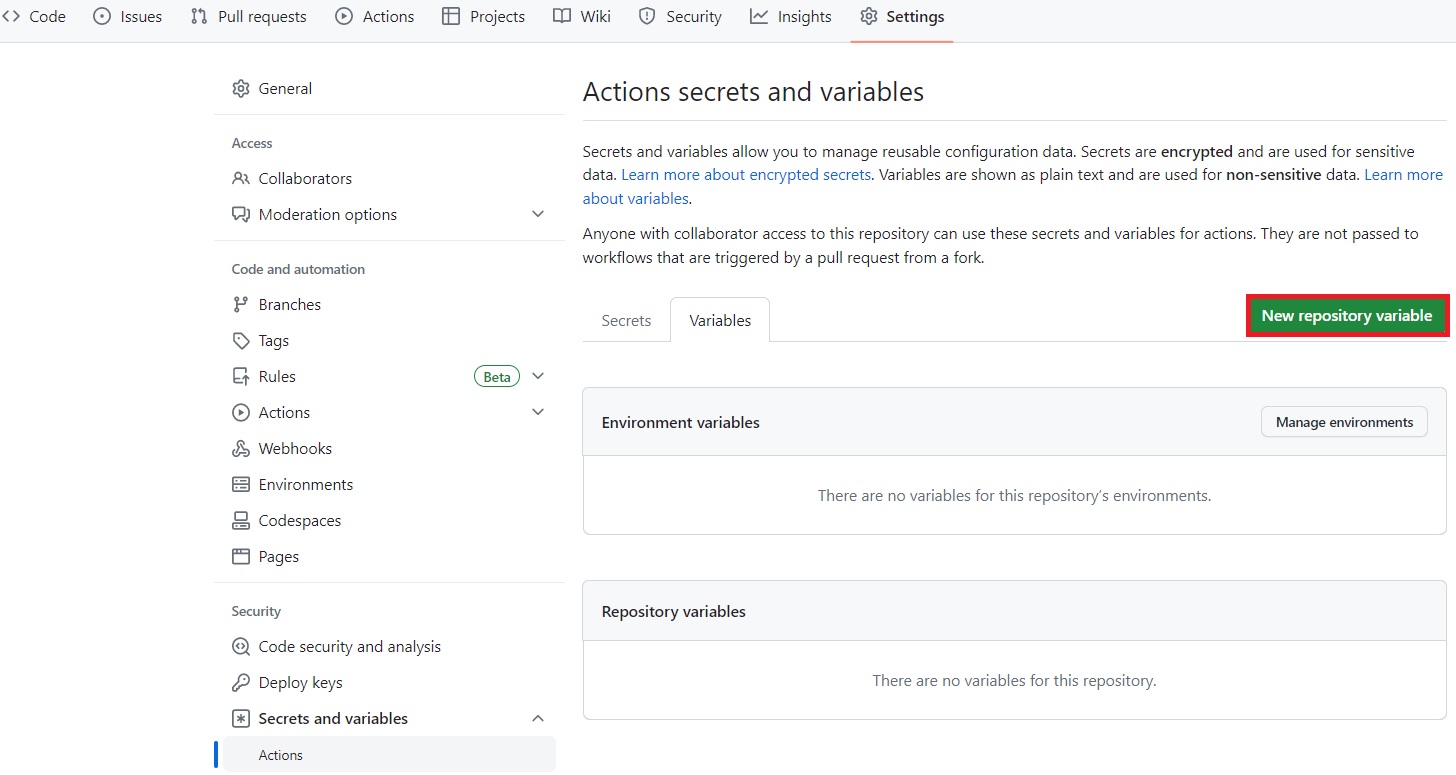 Code Issues Pull requests Actions Projects Wiki Security Insights Settings
General
Access
Collaborators
Moderation options
Code and automation
Branches
Tags
Rules Beta
Actions
Webhooks
Environments
Codespaces
Pages
Security
Code security and analysis
Deploy keys
Secrets and variables
Actions
Actions secrets and variables
Secrets and variables allow you to manage reusable configuration data. Secrets are encrypted and are used for sensitive
data. Learn more about encrypted secrets. Variables are shown as plain text and are used for non-sensitive data. Learn more
about variables.
Anyone with collaborator access to this repository can use these secrets and variables for actions. They are not passed to
workflows that are triggered by a pull request from a fork.
Secrets Variables New repository variable
Environment variables Manage environments
There are no variables for this repository’s environments.
Repository variables
There are no variables for this repository.